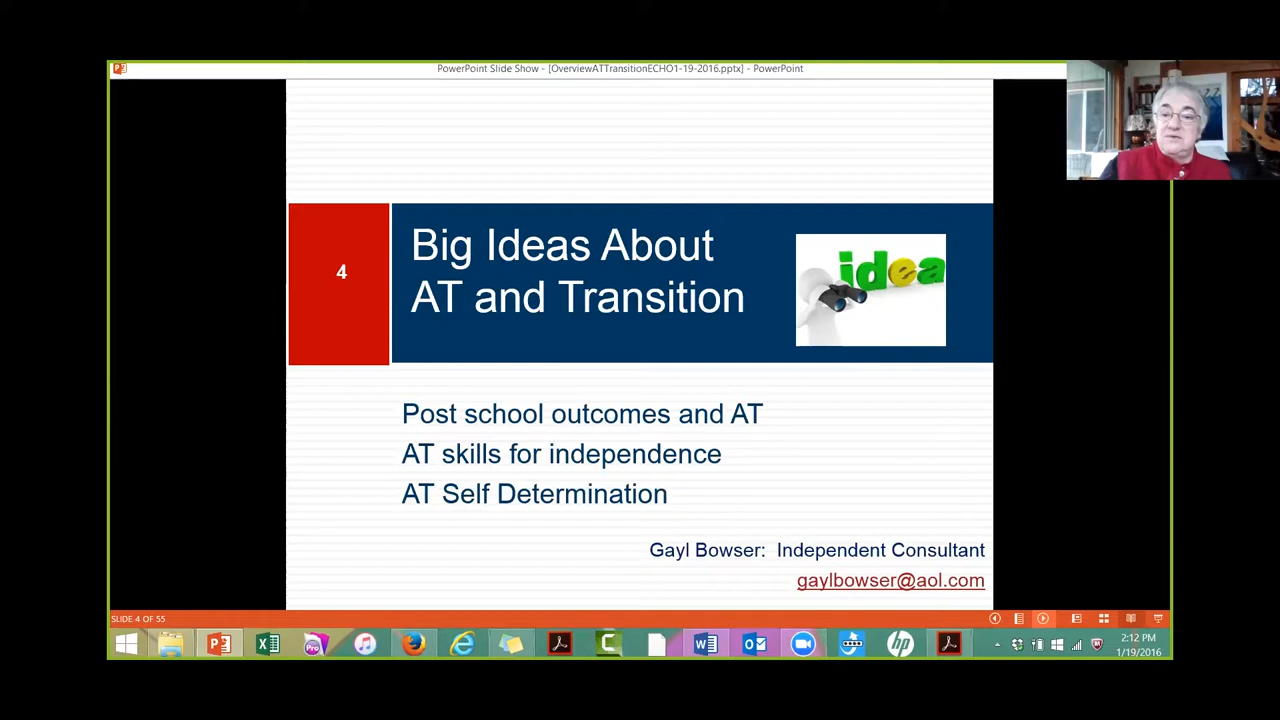 PowerPoint Slide Show - [OverviewATTransitionECHO1-19-2016.pptx] - PowerPoint
4
Big Ideas About
AT and Transition
idea
Post school outcomes and AT
AT skills for independence
AT Self Determination
Gayl Bowser: Independent Consultant
gaylbowser@aol.com
SLIDE 4 OF 55
Pro
hp
2:12 PM
1/19/2016